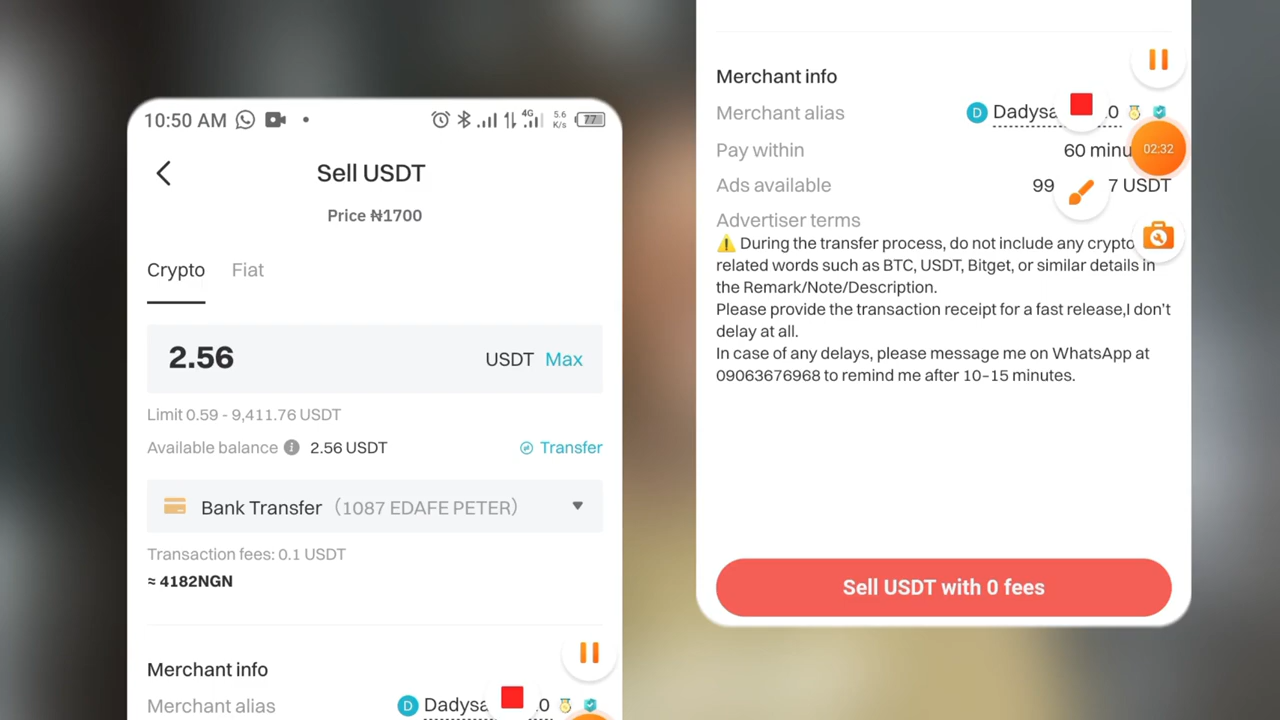 10:50 AM
4G
5.6
K/s
77
Sell USDT
Price ₦1700
Crypto
Fiat
2.56
USDT
Max
Limit 0.59 - 9,411.76 USDT
Available balance
2.56 USDT
Transfer
Bank Transfer
(1087 EDAFE PETER)
Transaction fees: 0.1 USDT
≈ 4182NGN
Merchant info
Merchant alias
D
Merchant info
Merchant alias
D
Pay within
60
02:32
Ads available
USDT
Advertiser terms
⚠️ During the transfer process, do not include any crypto
related words such as BTC, USDT, Bitget, or similar details in
the Remark/Note/Description.
Please provide the transaction receipt for a fast release,I don't
delay at all.
In case of any delays, please message me on WhatsApp at
09063676968 to remind me after 10–15 minutes.
Sell USDT with 0 fees